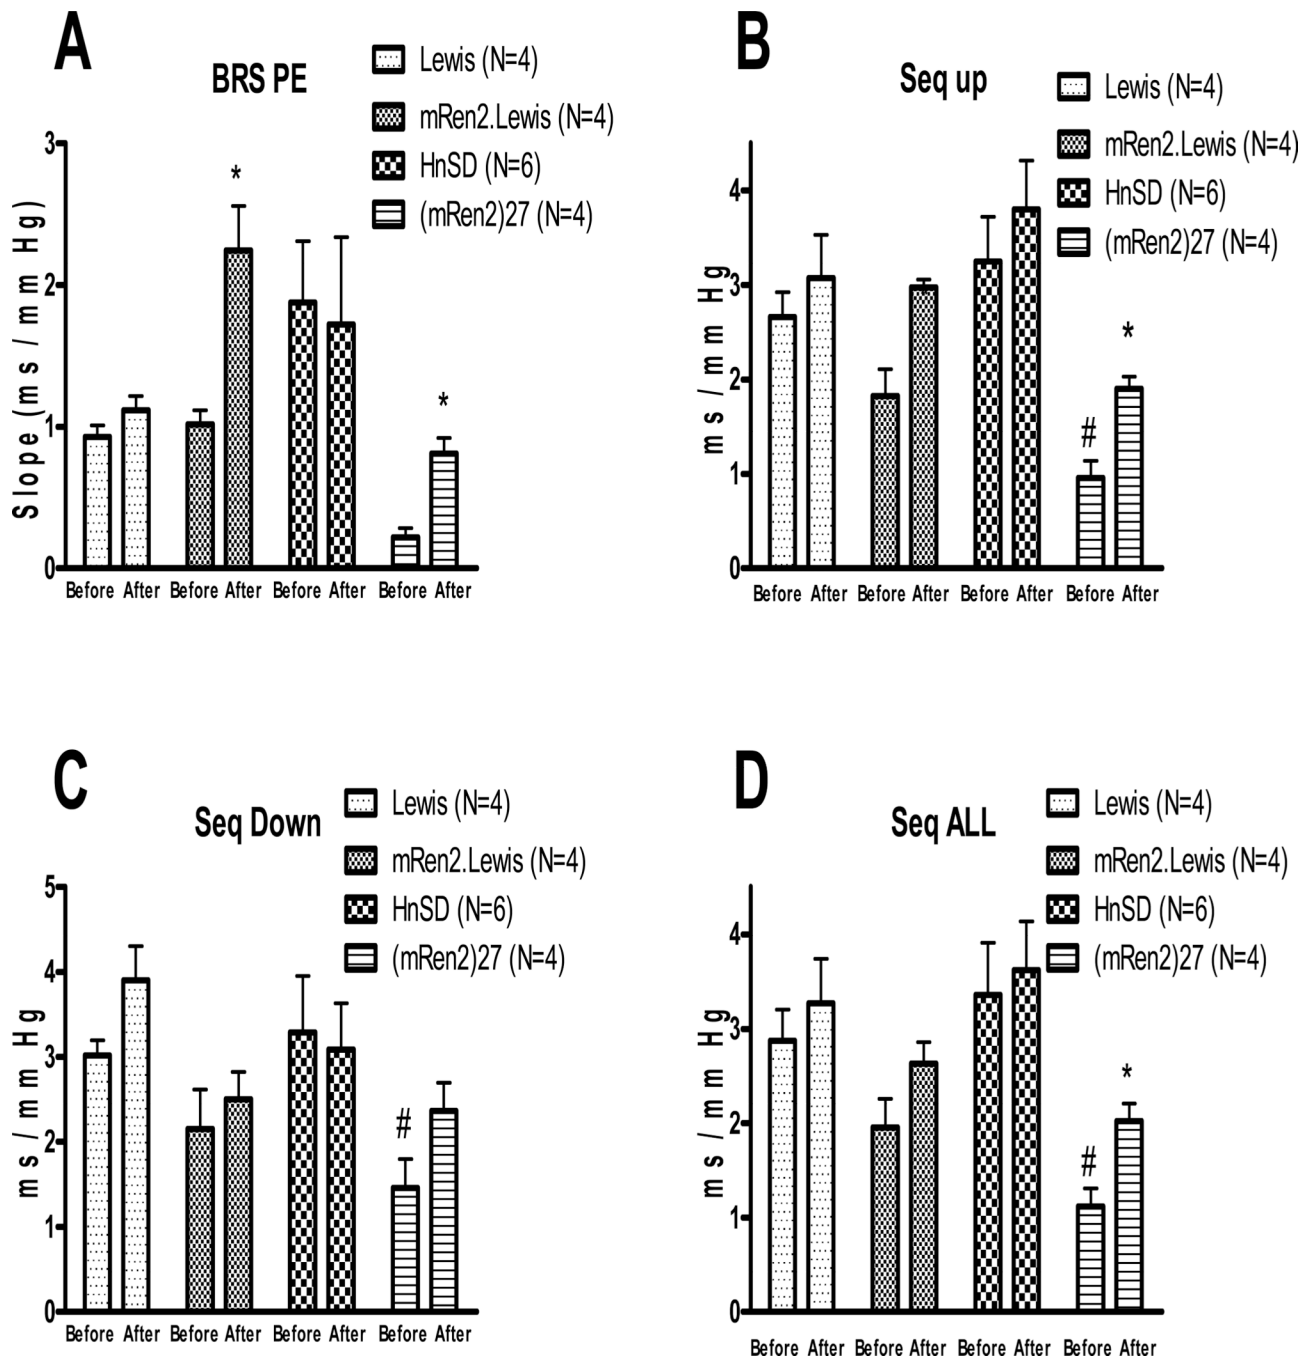 A
BRS PE
Lewis (N=4)
mRen2.Lewis (N=4)
HnSD (N=6)
(mRen2)27 (N=4)
Slope (ms/mm Hg)
3
2
1
0
*
*
Before After Before After Before After Before After
B
Seq up
Lewis (N=4)
mRen2.Lewis (N=4)
HnSD (N=6)
(mRen2)27 (N=4)
ms/mm Hg
4
3
2
1
0
#
*
Before After Before After Before After Before After
C
Seq Down
Lewis (N=4)
mRen2.Lewis (N=4)
HnSD (N=6)
(mRen2)27 (N=4)
ms/mm Hg
5
4
3
2
1
0
#
Before After Before After Before After Before After
D
Seq ALL
Lewis (N=4)
mRen2.Lewis (N=4)
HnSD (N=6)
(mRen2)27 (N=4)
ms/mm Hg
4
3
2
1
0
#
*
Before After Before After Before After Before After